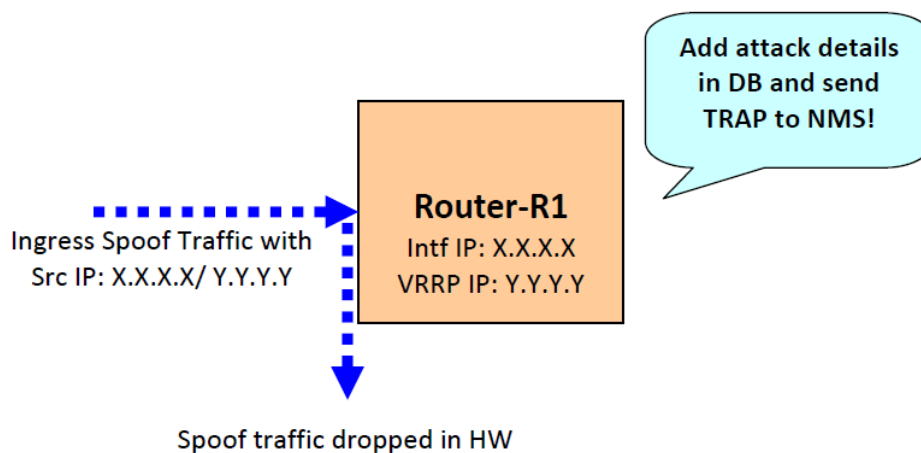 Add attack details
in DB and send
TRAP to NMS!
Router-R1
Intf IP: X.X.X.X
VRRP IP: Y.Y.Y.Y
Ingress Spoof Traffic with
Src IP: X.X.X.X/ Y.Y.Y.Y
Spoof traffic dropped in HW